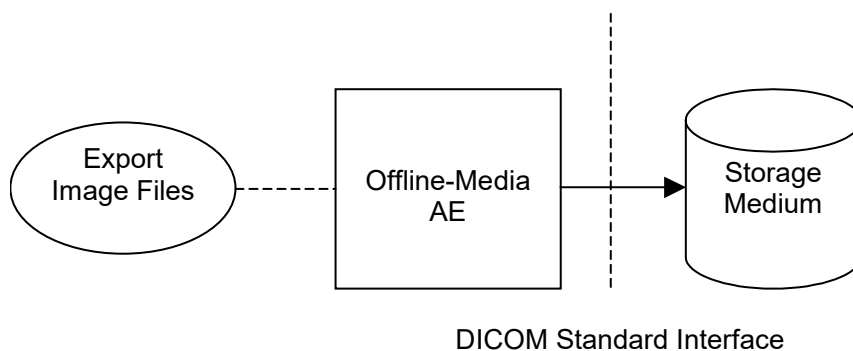 Export
Image Files
Offline-Media
AE
Storage
Medium
DICOM Standard Interface